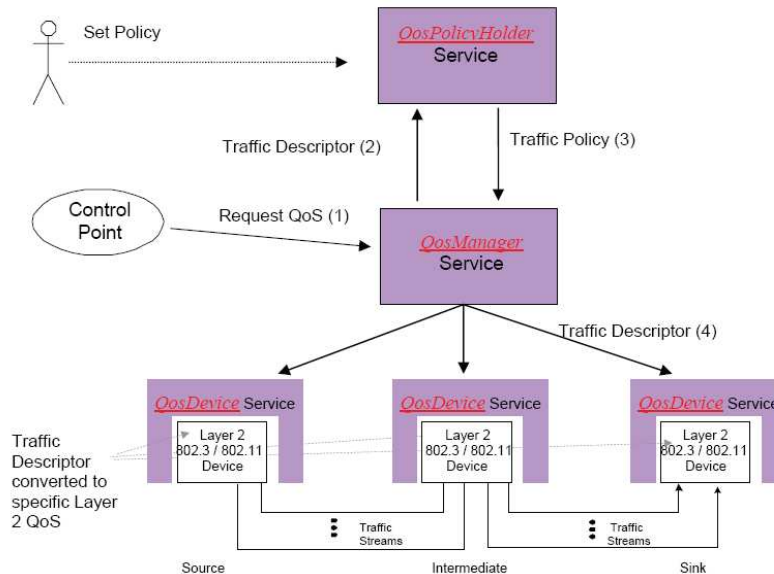 Set Policy
QosPolicyHolder
Service
Traffic Descriptor (2)
Traffic Policy (3)
Control
Point
Request QoS (1)
QosManager
Service
Traffic Descriptor (4)
QosDevice Service
QosDevice Service
QosDevice Service
Layer 2
802.3 / 802.11
Device
Layer 2
802.3 / 802.11
Device
Layer 2
802.3 / 802.11
Device
Traffic
Descriptor
converted to
specific Layer
2 QoS
Traffic
Streams
Traffic
Streams
Source
Intermediate
Sink